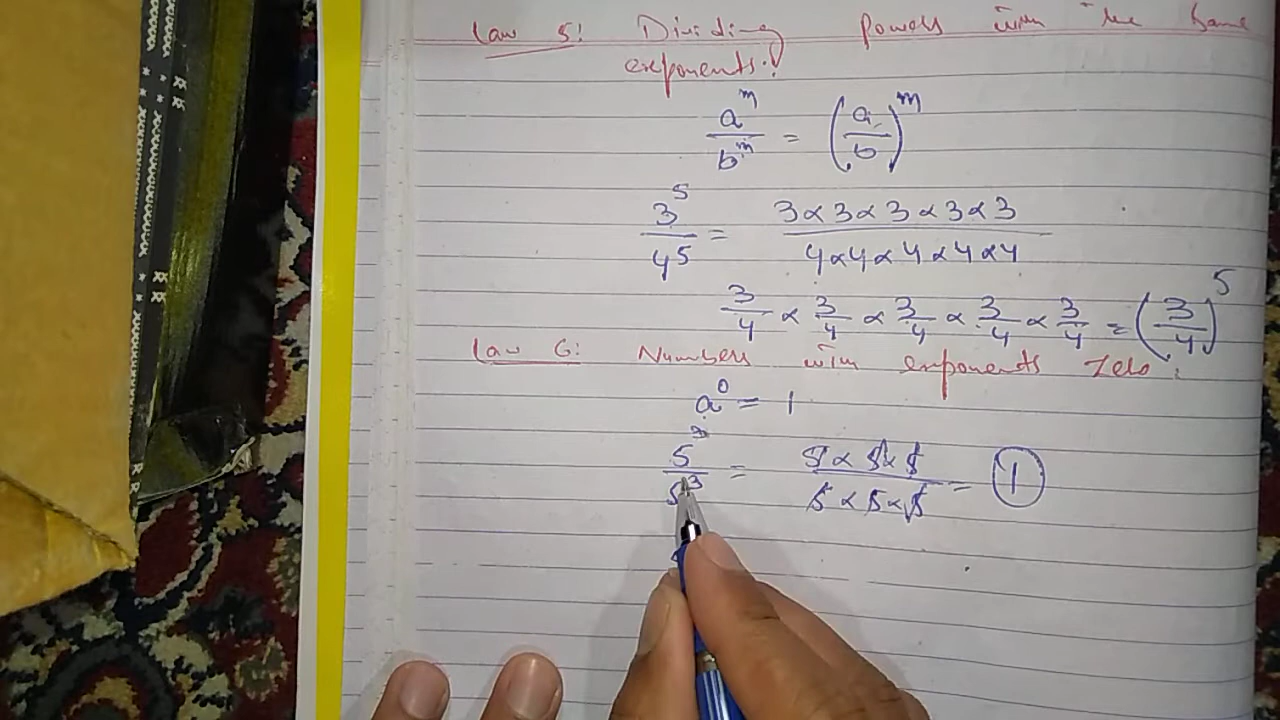 Law 5: Dividing Powers with the Same
exponents:
a^m / b^m = (a/b)^m
3^5 / 4^5 = 3×3×3×3×3 / 4×4×4×4×4
3/4 × 3/4 × 3/4 × 3/4 × 3/4 = (3/4)^5
Law 6: Numbers with exponents Zero:
a^0 = 1
5^3 / 5^3 = 5×5×5 / 5×5×5 = 1